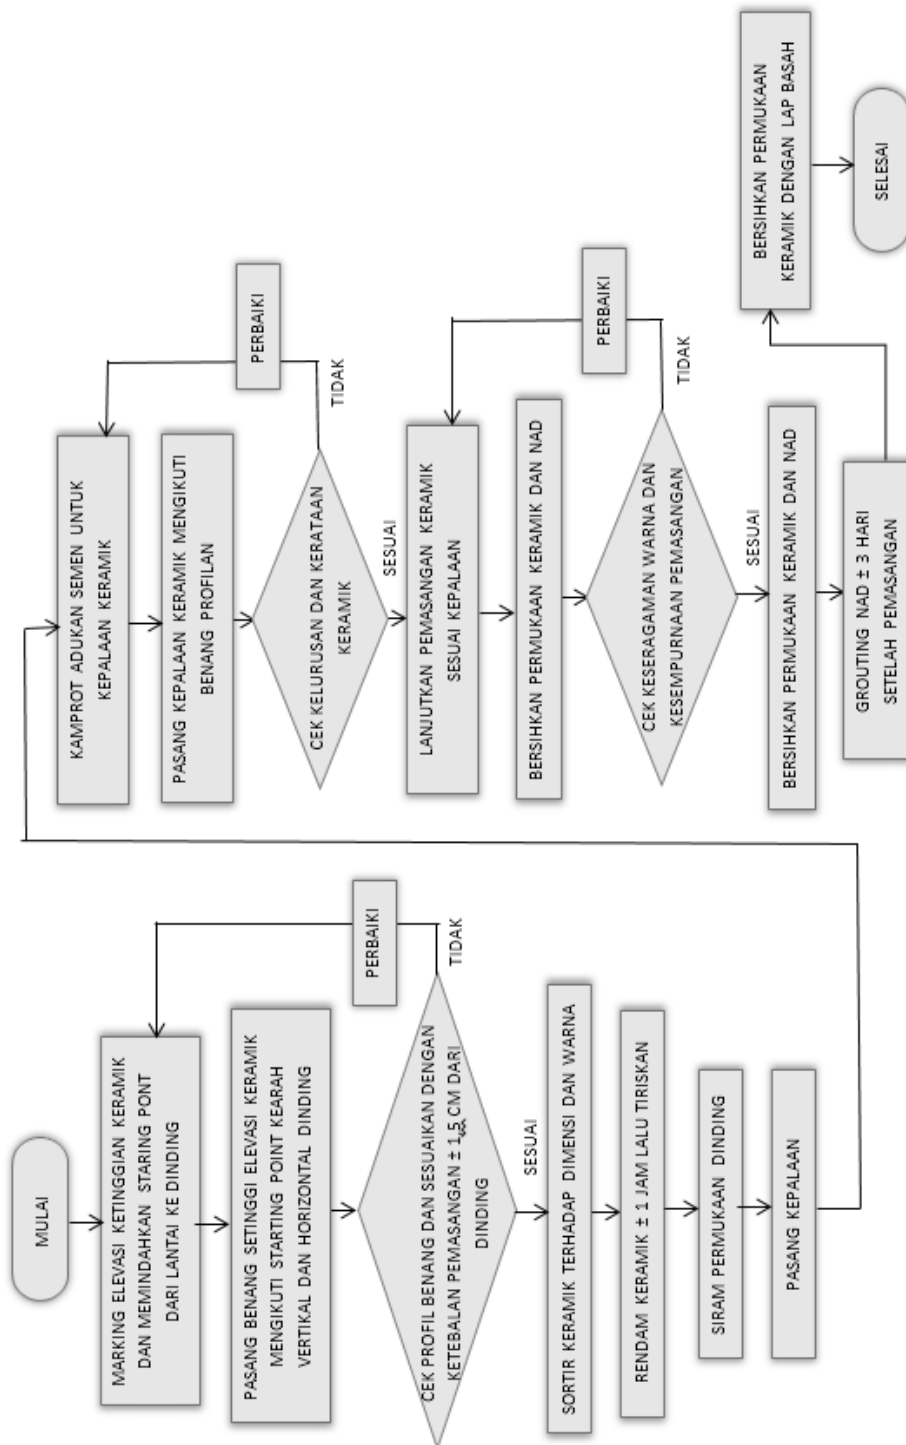 MULAI
MARKING ELEVASI KETINGGIAN KERAMIK
DAN MEMINDAHKAN STARING PONT
DARI LANTAI KE DINDING
PASANG BENANG SETINGGI ELEVASI KERAMIK
MENGIKUTI STARTING POINT KEARAH
VERTIKAL DAN HORIZONTAL DINDING
PERBAIKI
CEK PROFIL BENANG DAN SESUAIKAN DENGAN
KETEBALAN PEMASANGAN ± 1,5 CM DARI
DINDING
TIDAK
SESUAI
SORTIR KERAMIK TERHADAP DIMENSI DAN WARNA
RENDAM KERAMIK ± 1 JAM LALU TIRISKAN
SIRAM PERMUKAAN DINDING
PASANG KEPALAAN
KAMPROT ADUKAN SEMEN UNTUK
KEPALAAN KERAMIK
PASANG KEPALAAN KERAMIK MENGIKUTI
BENANG PROFILAN
PERBAIKI
CEK KELURUSAN DAN KERATAAN
KERAMIK
TIDAK
SESUAI
LANJUTKAN PEMASANGAN KERAMIK
SESUAI KEPALAAN
BERSIHKAN PERMUKAAN KERAMIK DAN NAD
PERBAIKI
CEK KESERAGAMAN WARNA DAN
KESEMPURNAAN PEMASANGAN
TIDAK
SESUAI
BERSIHKAN PERMUKAAN KERAMIK DAN NAD
GROUTING NAD ± 3 HARI
SETELAH PEMASANGAN
BERSIHKAN PERMUKAAN
KERAMIK DENGAN LAP BASAH
SELESAI